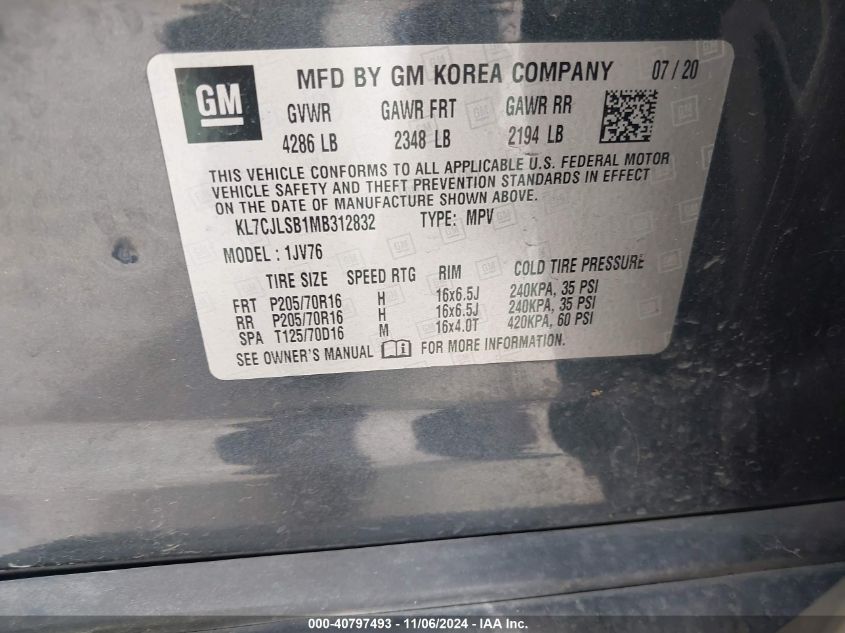 GM
MFD BY GM KOREA COMPANY 07 / 20
GVWR GAWR FRT GAWR RR
4286 LB 2348 LB 2194 LB
THIS VEHICLE CONFORMS TO ALL APPLICABLE U.S. FEDERAL MOTOR
VEHICLE SAFETY AND THEFT PREVENTION STANDARDS IN EFFECT
ON THE DATE OF MANUFACTURE SHOWN ABOVE.
KL7CJLSB1MB312832 TYPE: MPV
MODEL : 1JV76
TIRE SIZE SPEED RTG RIM COLD TIRE PRESSURE
FRT P205/70R16 H 16x6.5J 240KPA, 35 PSI
RR P205/70R16 H 16x6.5J 240KPA, 35 PSI
SPA T125/70D16 M 16x4.0T 420KPA, 60 PSI
SEE OWNER'S MANUAL FOR MORE INFORMATION.
000-40797493 - 11/06/2024 - IAA Inc.